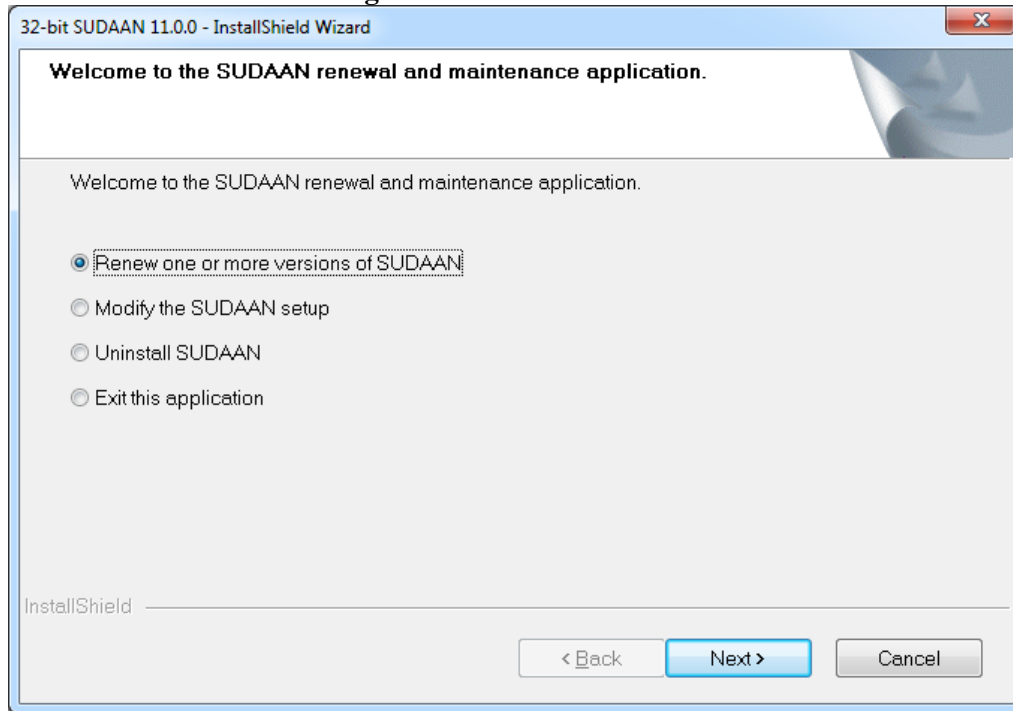 32-bit SUDAAN 11.0.0 - InstallShield Wizard
Welcome to the SUDAAN renewal and maintenance application.
Welcome to the SUDAAN renewal and maintenance application.
Renew one or more versions of SUDAAN
Modify the SUDAAN setup
Uninstall SUDAAN
Exit this application
InstallShield
< Back Next > Cancel